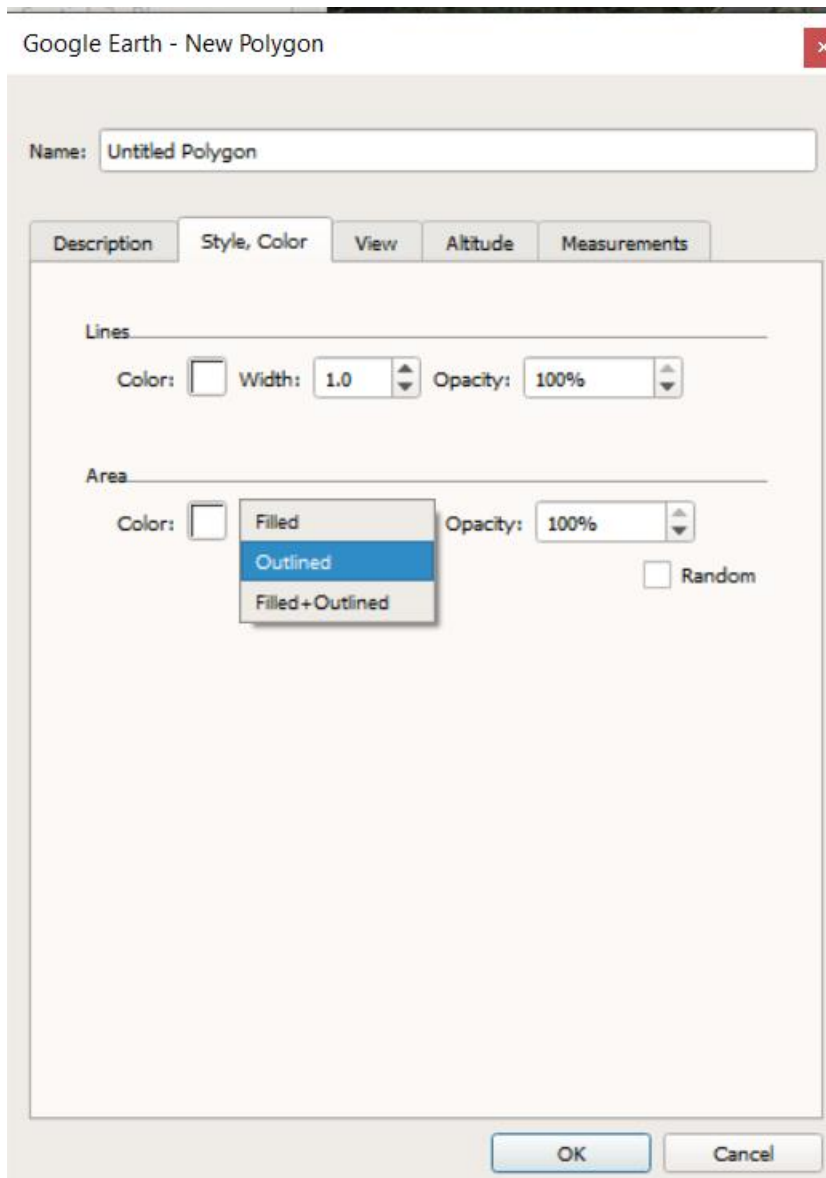 Google Earth - New Polygon
Name: Untitled Polygon
Description Style, Color View Altitude Measurements
Lines
Color: Width: 1.0 Opacity: 100%
Area
Color: Filled Opacity: 100%
Outlined Random
Filled+Outlined
OK Cancel